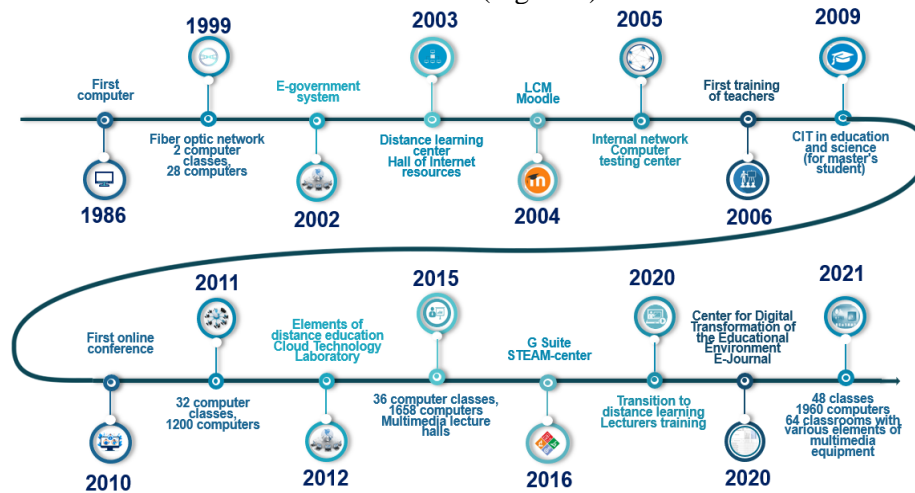 1999
2003
2005
2009
First
computer
E-government
system
LCM
Moodle
First training
of teachers
Fiber optic network
2 computer
classes,
28 computers
Distance learning
center
Hall of Internet
resources
Internal network
Computer
testing center
CIT in education
and science
(for master's
student)
1986
2002
2004
2006
2011
2015
2020
2021
First online
conference
Elements of
distance education
Cloud Technology
Laboratory
G Suite
STEAM-center
Center for Digital
Transformation of
the Educational
Environment
E-Journal
32 computer
classes,
1200 computers
36 computer classes,
1658 computers
Multimedia lecture
halls
Transition to
distance learning
Lecturers training
48 classes
1960 computers
64 classrooms with
various elements of
multimedia
equipment
2010
2012
2016
2020